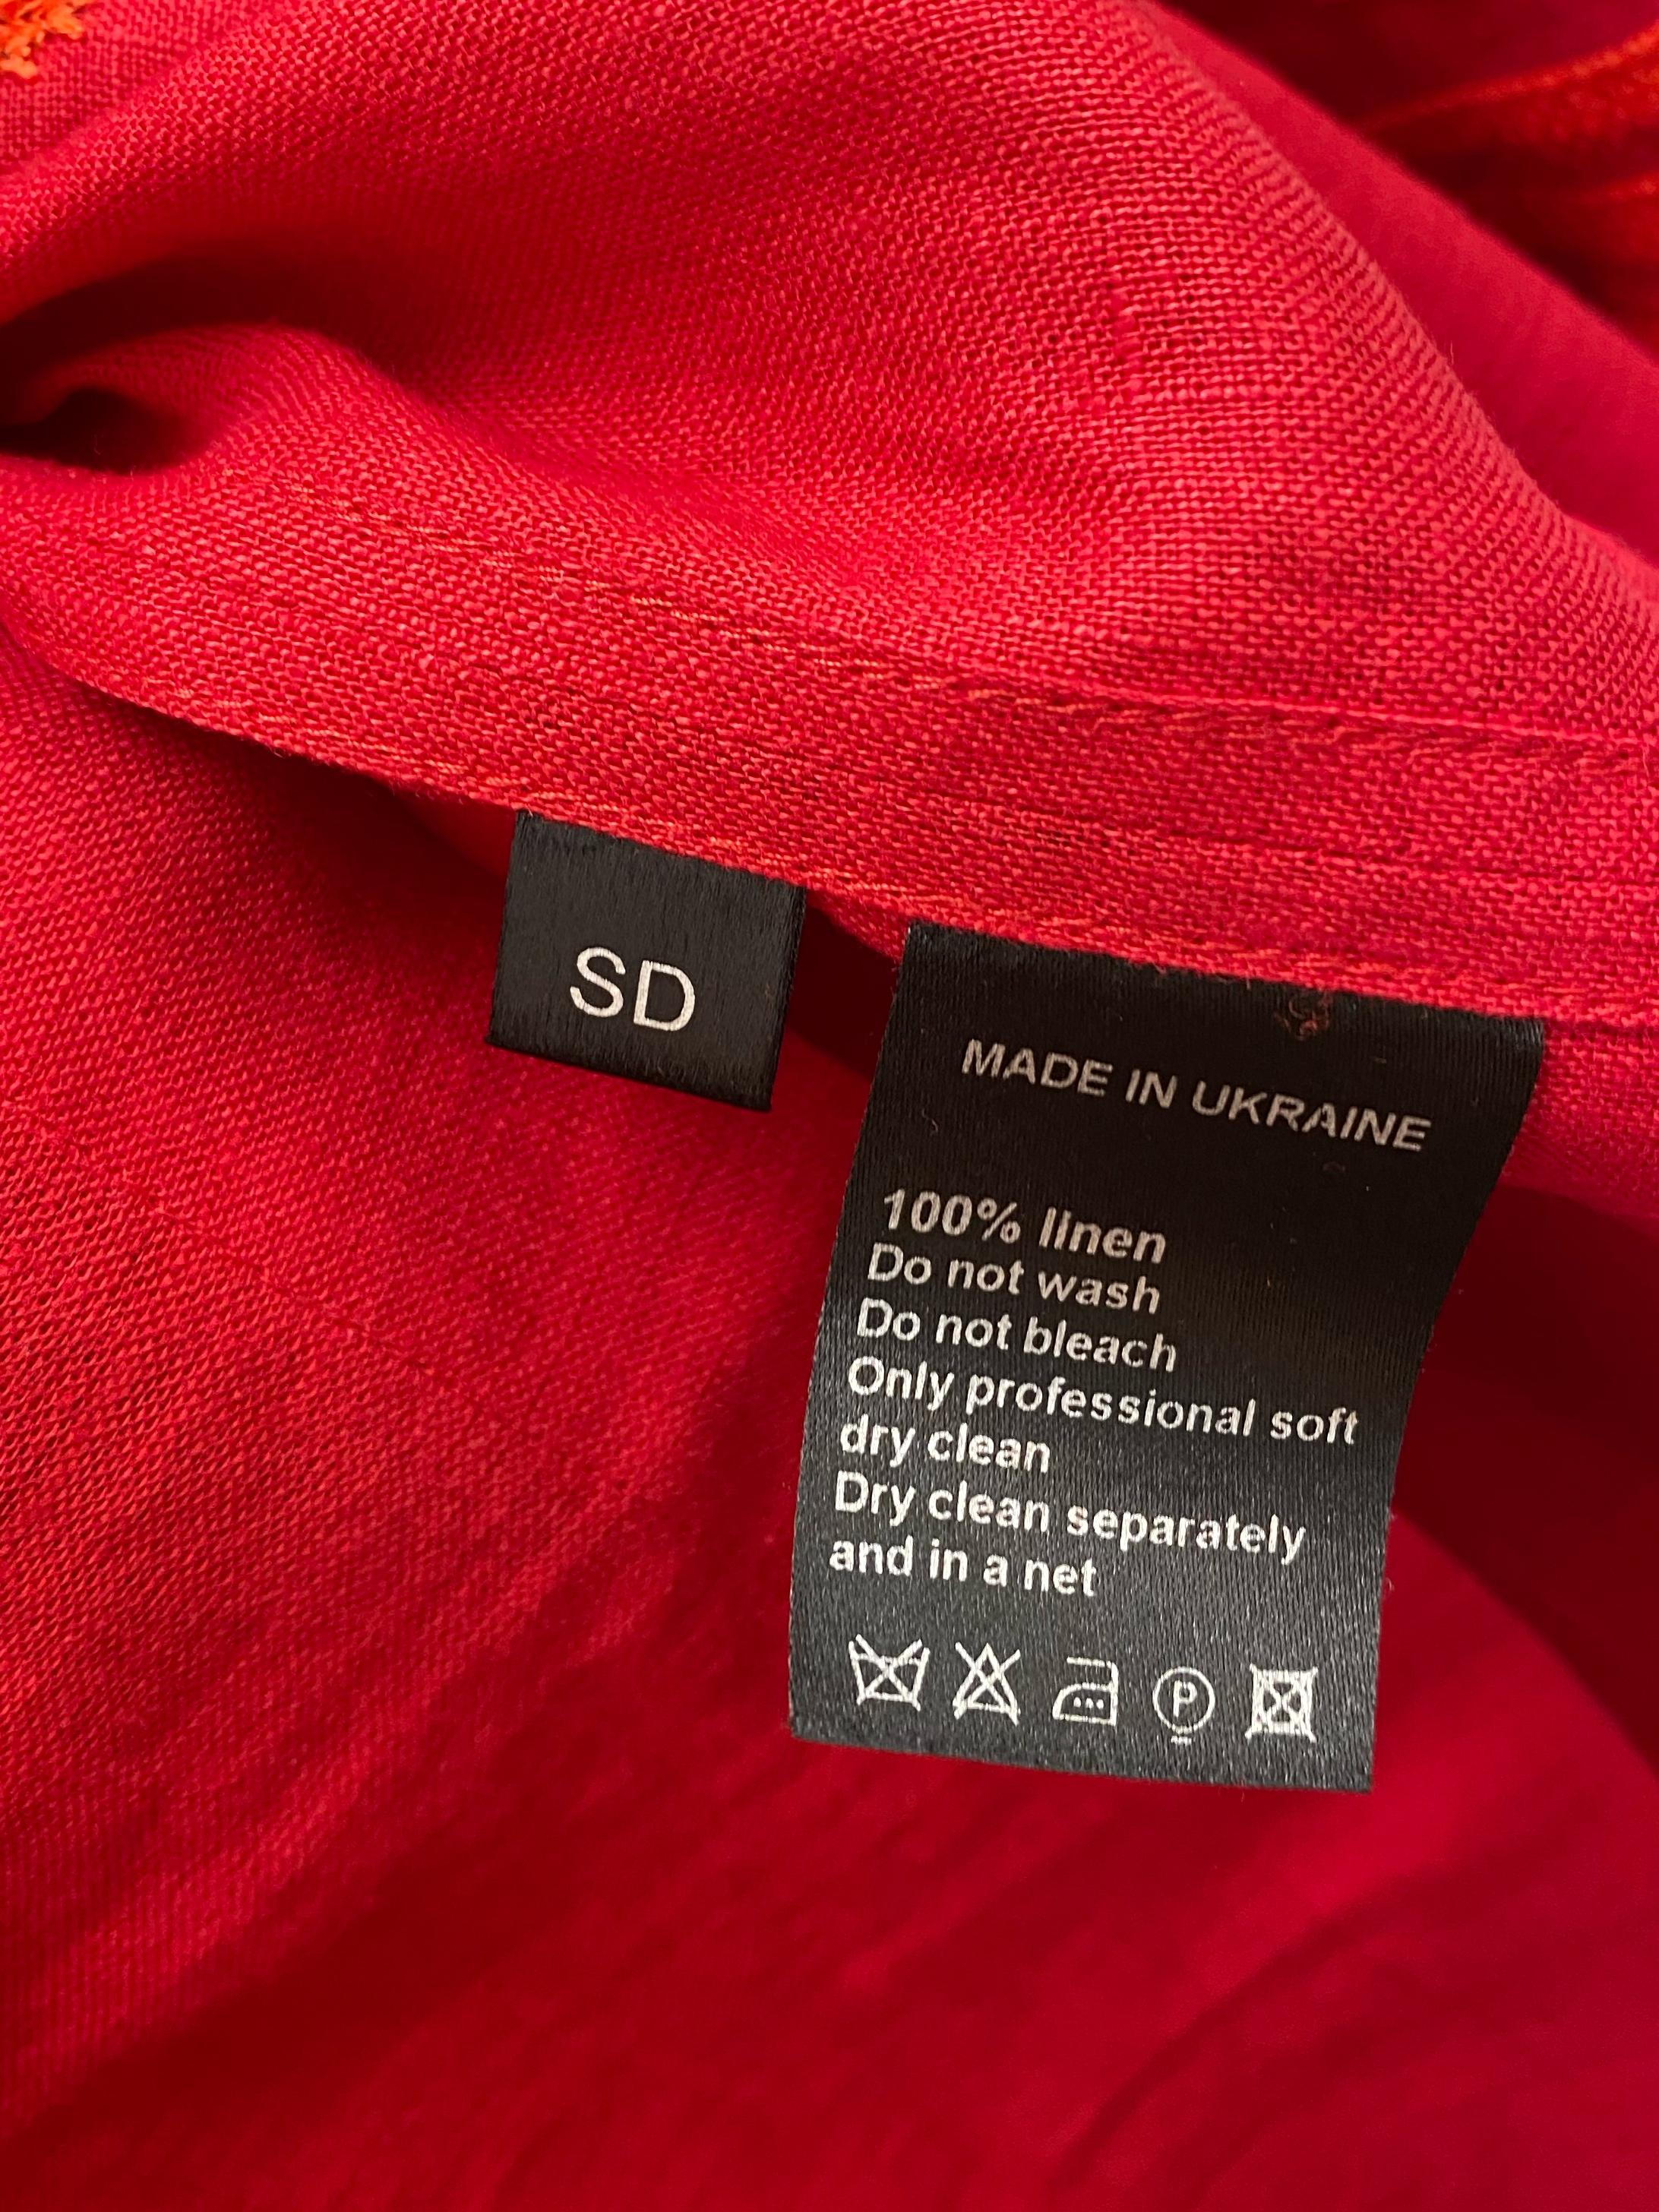 SD
MADE IN UKRAINE
100% linen
Do not wash
Do not bleach
Only professional soft
dry clean
Dry clean separately
and in a net
P